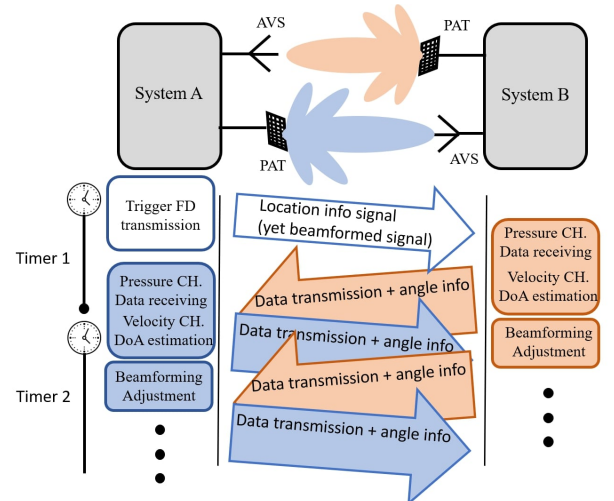 AVS
PAT
System A
System B
PAT
AVS
Timer 1
Trigger FD
transmission
Location info signal
(yet beamformed signal)
Pressure CH.
Data receiving
Velocity CH.
DoA estimation
Pressure CH.
Data receiving
Velocity CH.
DoA estimation
Data transmission + angle info
Data transmission + angle info
Beamforming
Adjustment
Timer 2
Beamforming
Adjustment
Data transmission + angle info
Data transmission + angle info